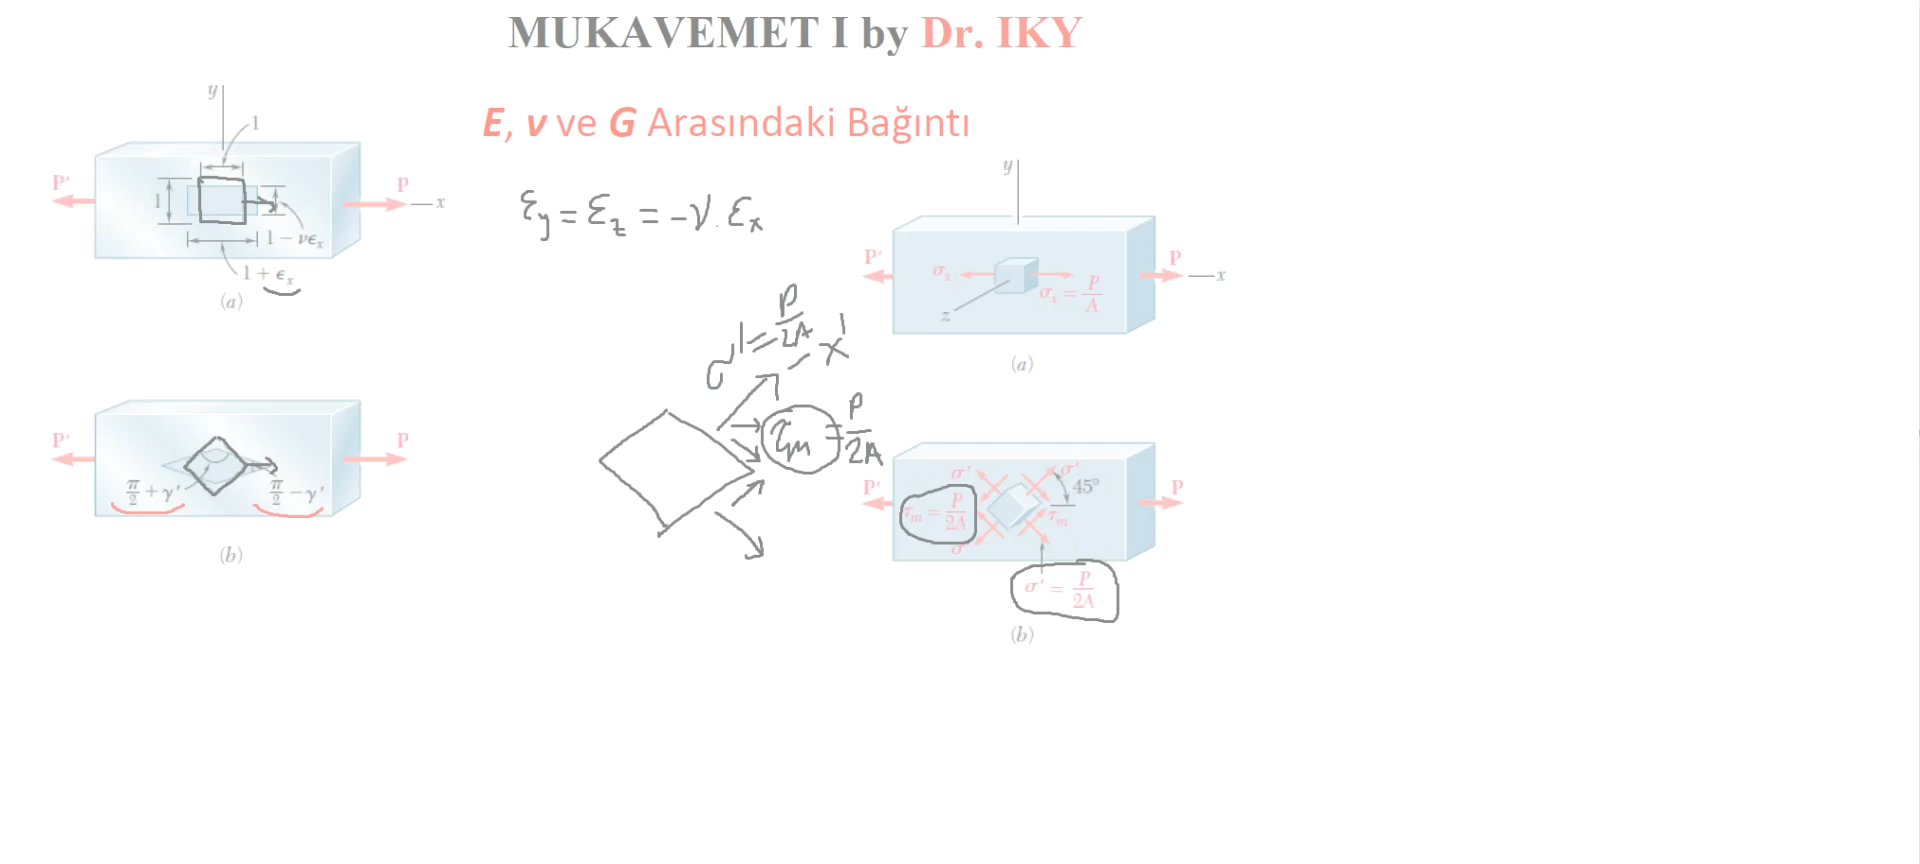 MUKAVEMET I by Dr. IKY
E, ν ve G Arasındaki Bağıntı
y
1
P'
1
P
x
1 − νϵx
1 + ϵx
(a)
εy = εz = −ν . εx
y
P'
σx
σx = P/A
P
x
z
(a)
σ' = P/2A
x'
τm = P/2A
P'
π/2 + γ'
π/2 − γ'
P
(b)
P'
σ'
σ'
45°
τm = P/2A
τm
σ'
P
σ' = P/2A
(b)